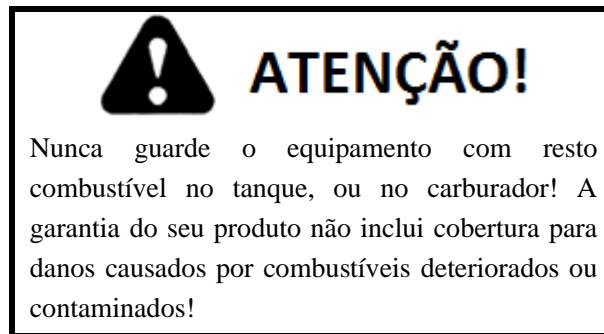 ATENÇÃO!
Nunca guarde o equipamento com resto
combustível no tanque, ou no carburador! A
garantia do seu produto não inclui cobertura para
danos causados por combustíveis deteriorados ou
contaminados!